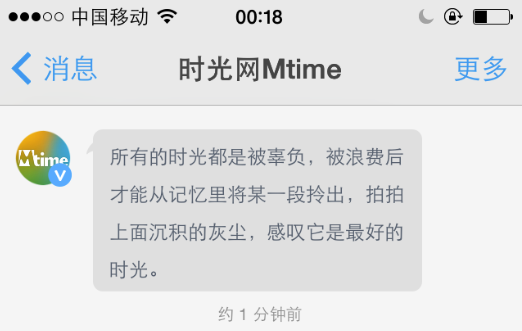 中国移动 00:18
消息 时光网Mtime 更多
Mtime
所有的时光都是被辜负，被浪费后
才能从记忆里将某一段拎出，拍拍
上面沉积的灰尘，感叹它是最好的
时光。
约 1 分钟前